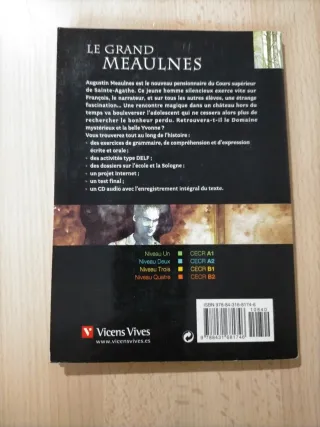 LE GRAND
MEAULNES
Augustin Meaulnes est le nouveau pensionnaire du Cours supérieur
de Sainte-Agathe. Ce jeune homme silencieux exerce vite sur
François, le narrateur, et sur tous les autres élèves, une étrange
fascination... Une rencontre magique dans un château hors du
temps va bouleverser l'adolescent qui ne cessera alors plus de
rechercher le bonheur perdu. Retrouvera-t-il le Domaine
mystérieux et la belle Yvonne ?
Vous trouverez tout au long de l'histoire :
• des exercices de grammaire, de compréhension et d'expression
écrite et orale ;
• des activités type DELF ;
• des dossiers sur l'école et la Sologne ;
• un projet Internet ;
• un test final ;
• un CD audio avec l'enregistrement intégral du texte.
Niveau Un CECR A1
Niveau Deux CECR A2
Niveau Trois CECR B1
Niveau Quatre CECR B2
Vicens Vives
www.vicensvives.es